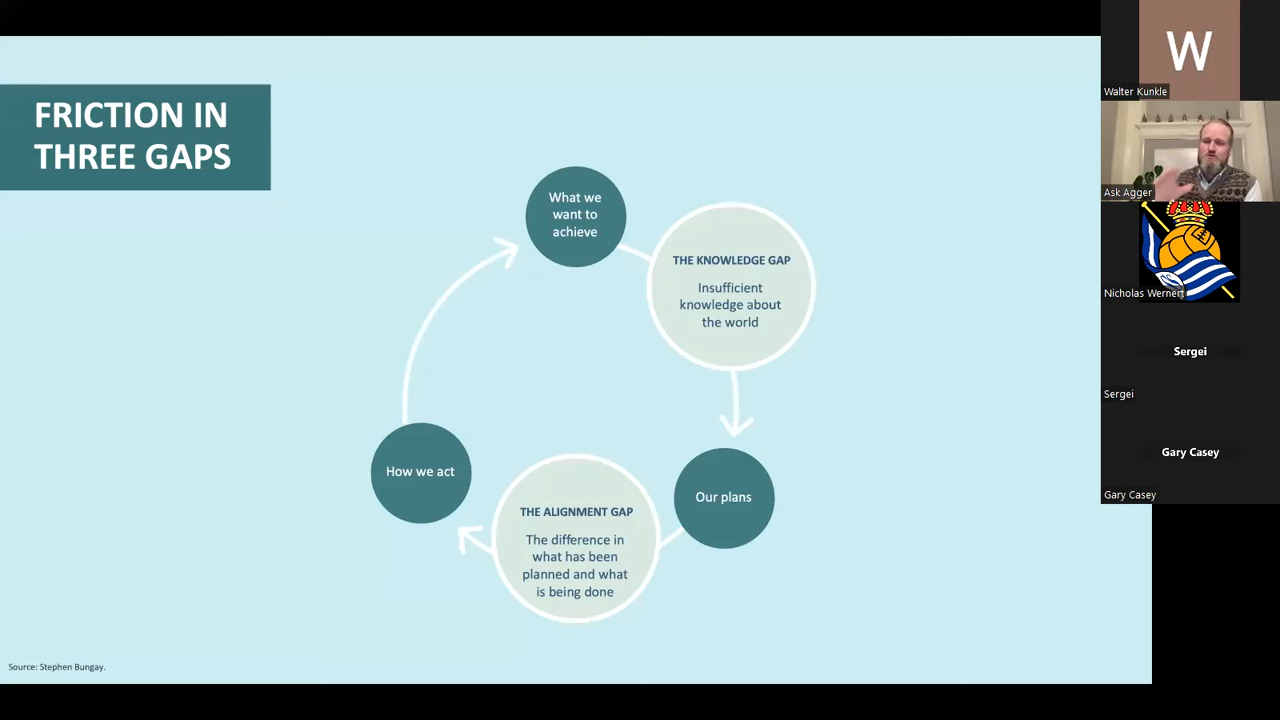 FRICTION IN
THREE GAPS
What we
want to
achieve
THE KNOWLEDGE GAP
Insufficient
knowledge about
the world
Our plans
THE ALIGNMENT GAP
The difference in
what has been
planned and what
is being done
How we act
Source: Stephen Bungay.
W
Walter Kunkle
Ask Agger
Nicholas Wernert
Sergei
Sergei
Gary Casey
Gary Casey